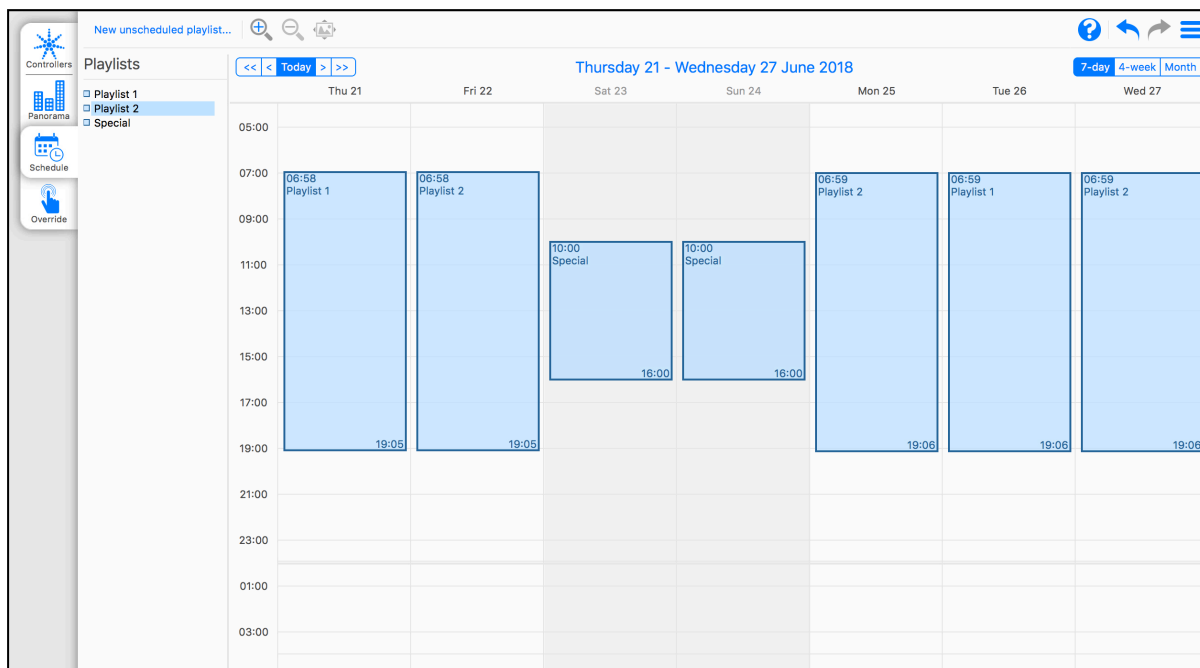 New unscheduled playlist...
Controllers
Panorama
Schedule
Override
Playlists
Playlist 1
Playlist 2
Special
<< < Today > >>
Thursday 21 - Wednesday 27 June 2018
7-day 4-week Month
Thu 21 Fri 22 Sat 23 Sun 24 Mon 25 Tue 26 Wed 27
05:00
07:00
09:00
11:00
13:00
15:00
17:00
19:00
21:00
23:00
01:00
03:00
06:58
Playlist 1
19:05
06:58
Playlist 2
19:05
10:00
Special
16:00
10:00
Special
16:00
06:59
Playlist 2
19:06
06:59
Playlist 1
19:06
06:59
Playlist 2
19:06